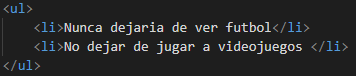 <ul>
<li>Nunca dejaria de ver futbol</li>
<li>No dejar de jugar a videojuegos </li>
</ul>